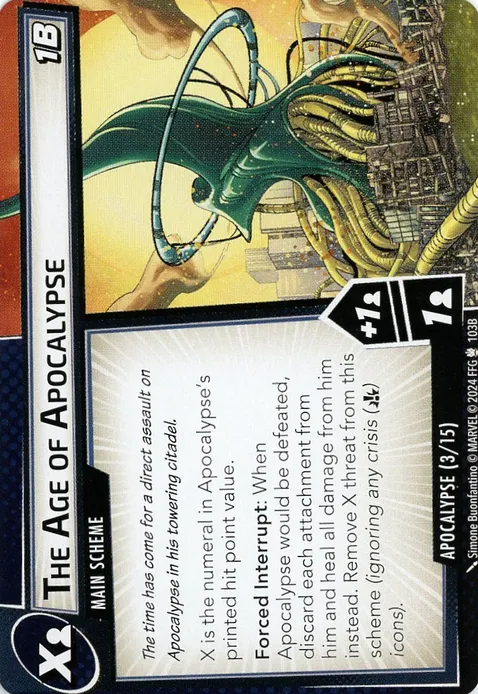 1B
THE AGE OF APOCALYPSE
X
MAIN SCHEME
The time has come for a direct assault on
Apocalypse in his towering citadel.
X is the numeral in Apocalypse's
printed hit point value.
Forced Interrupt: When
Apocalypse would be defeated,
discard each attachment from
him and heal all damage from him
instead. Remove X threat from this
scheme (ignoring any crisis (
icons).
+1
1
APOCALYPSE (3/15)
Simone Buonfantino © MARVEL © 2024 FFG 103B